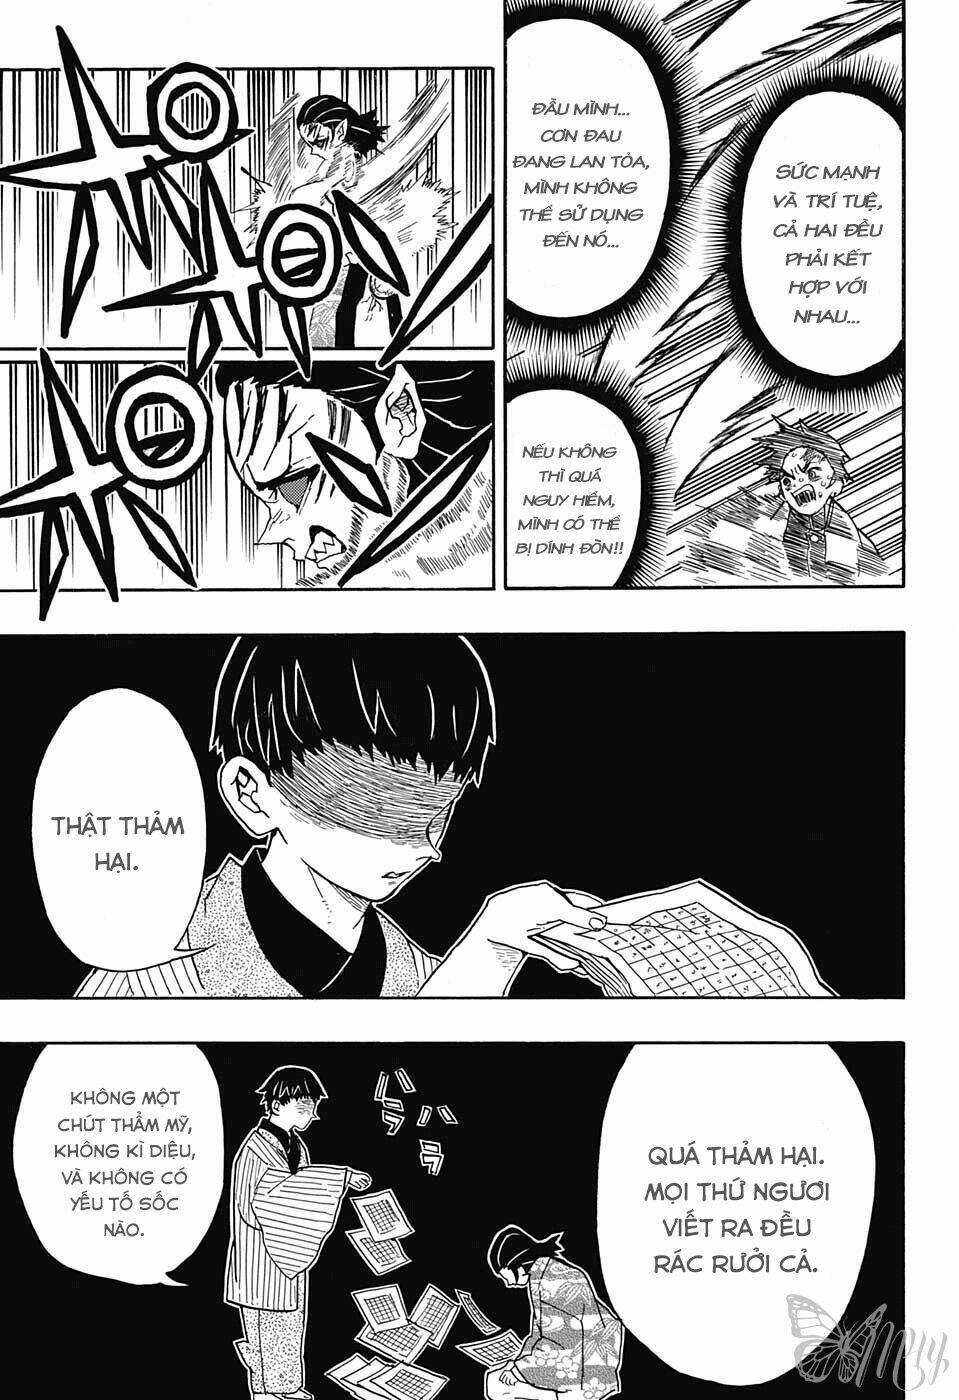 SỨC MẠNH
VÀ TRÍ TUỆ,
CẢ HAI ĐỀU
PHẢI KẾT
HỢP VỚI
NHAU...
ĐẦU MÌNH...
CƠN ĐAU
ĐANG LAN TỎA,
MÌNH KHÔNG
THỂ SỬ DỤNG
ĐẾN NÓ...
NẾU KHÔNG
THÌ QUÁ
NGUY HIỂM,
MÌNH CÓ THỂ
BỊ DÍNH ĐÒN!!
THẬT THẢM
HẠI.
QUÁ THẢM HẠI.
MỌI THỨ NGƯƠI
VIẾT RA ĐỀU
RÁC RƯỞI CẢ.
KHÔNG MỘT
CHÚT THẨM MỸ,
KHÔNG KÌ DIỆU,
VÀ KHÔNG CÓ
YẾU TỐ SỐC
NÀO.